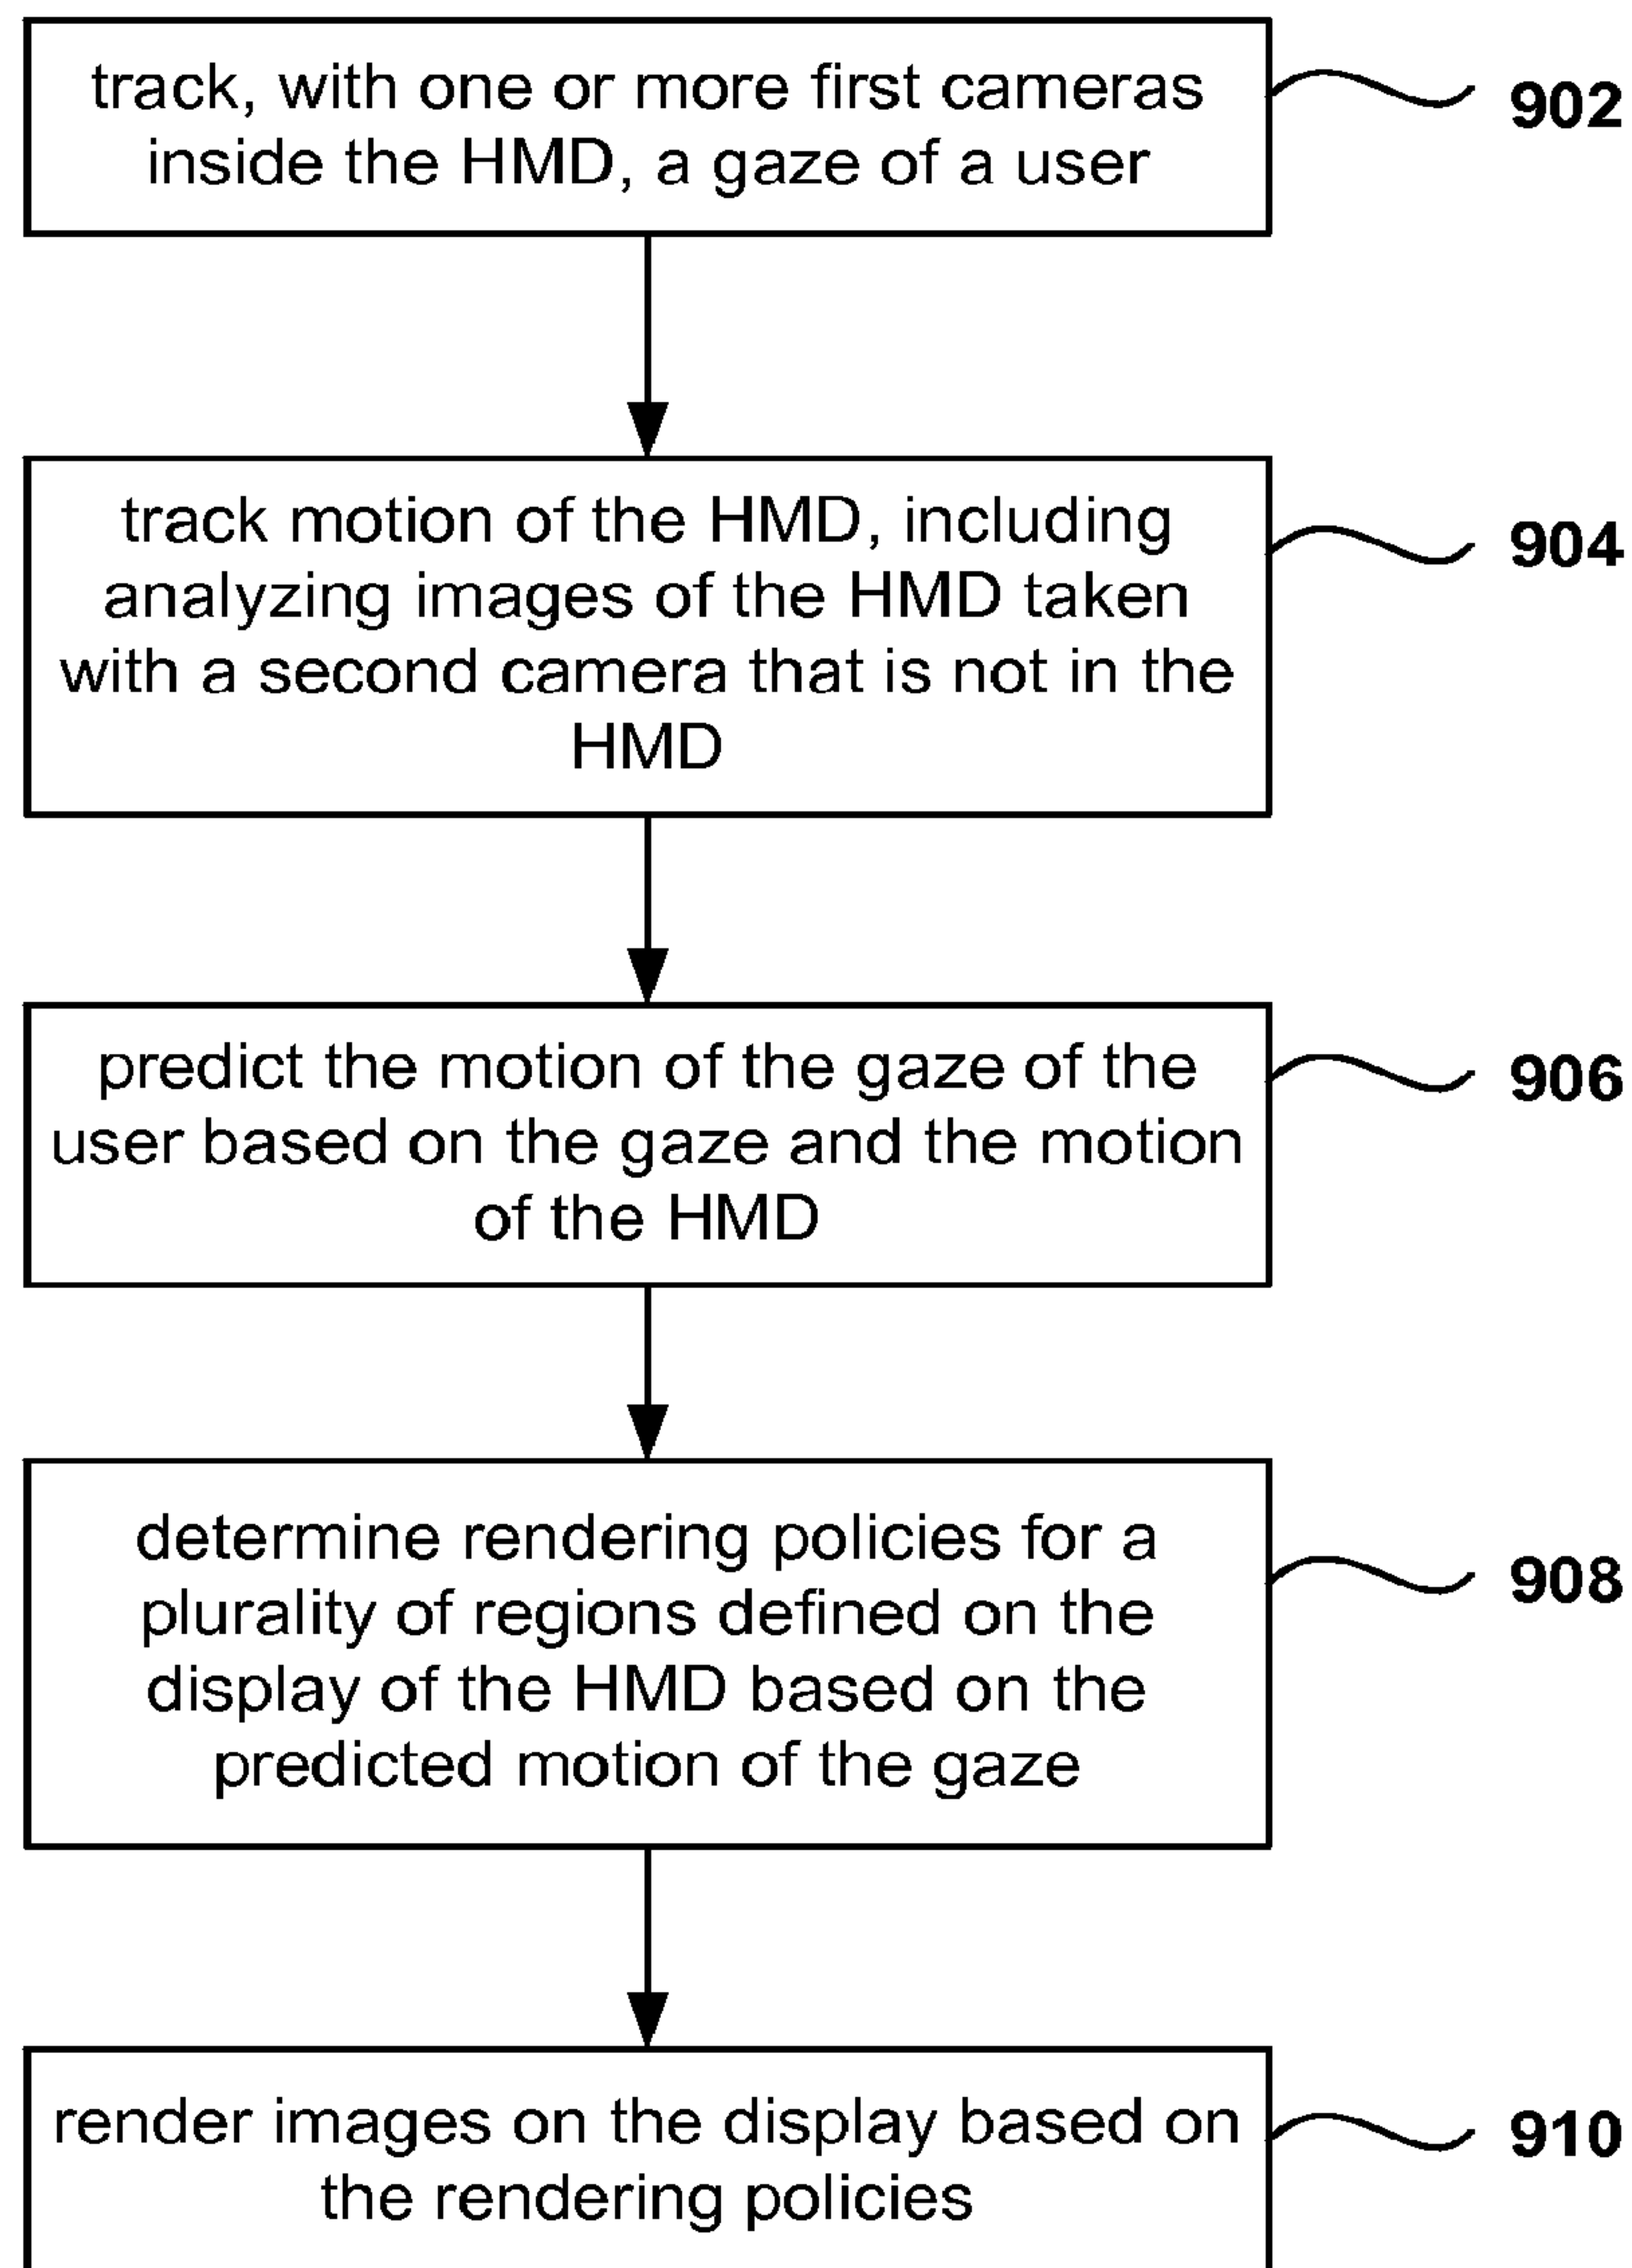 track, with one or more first cameras
inside the HMD, a gaze of a user
902
track motion of the HMD, including
analyzing images of the HMD taken
with a second camera that is not in the
HMD
904
predict the motion of the gaze of the
user based on the gaze and the motion
of the HMD
906
determine rendering policies for a
plurality of regions defined on the
display of the HMD based on the
predicted motion of the gaze
908
render images on the display based on
the rendering policies
910